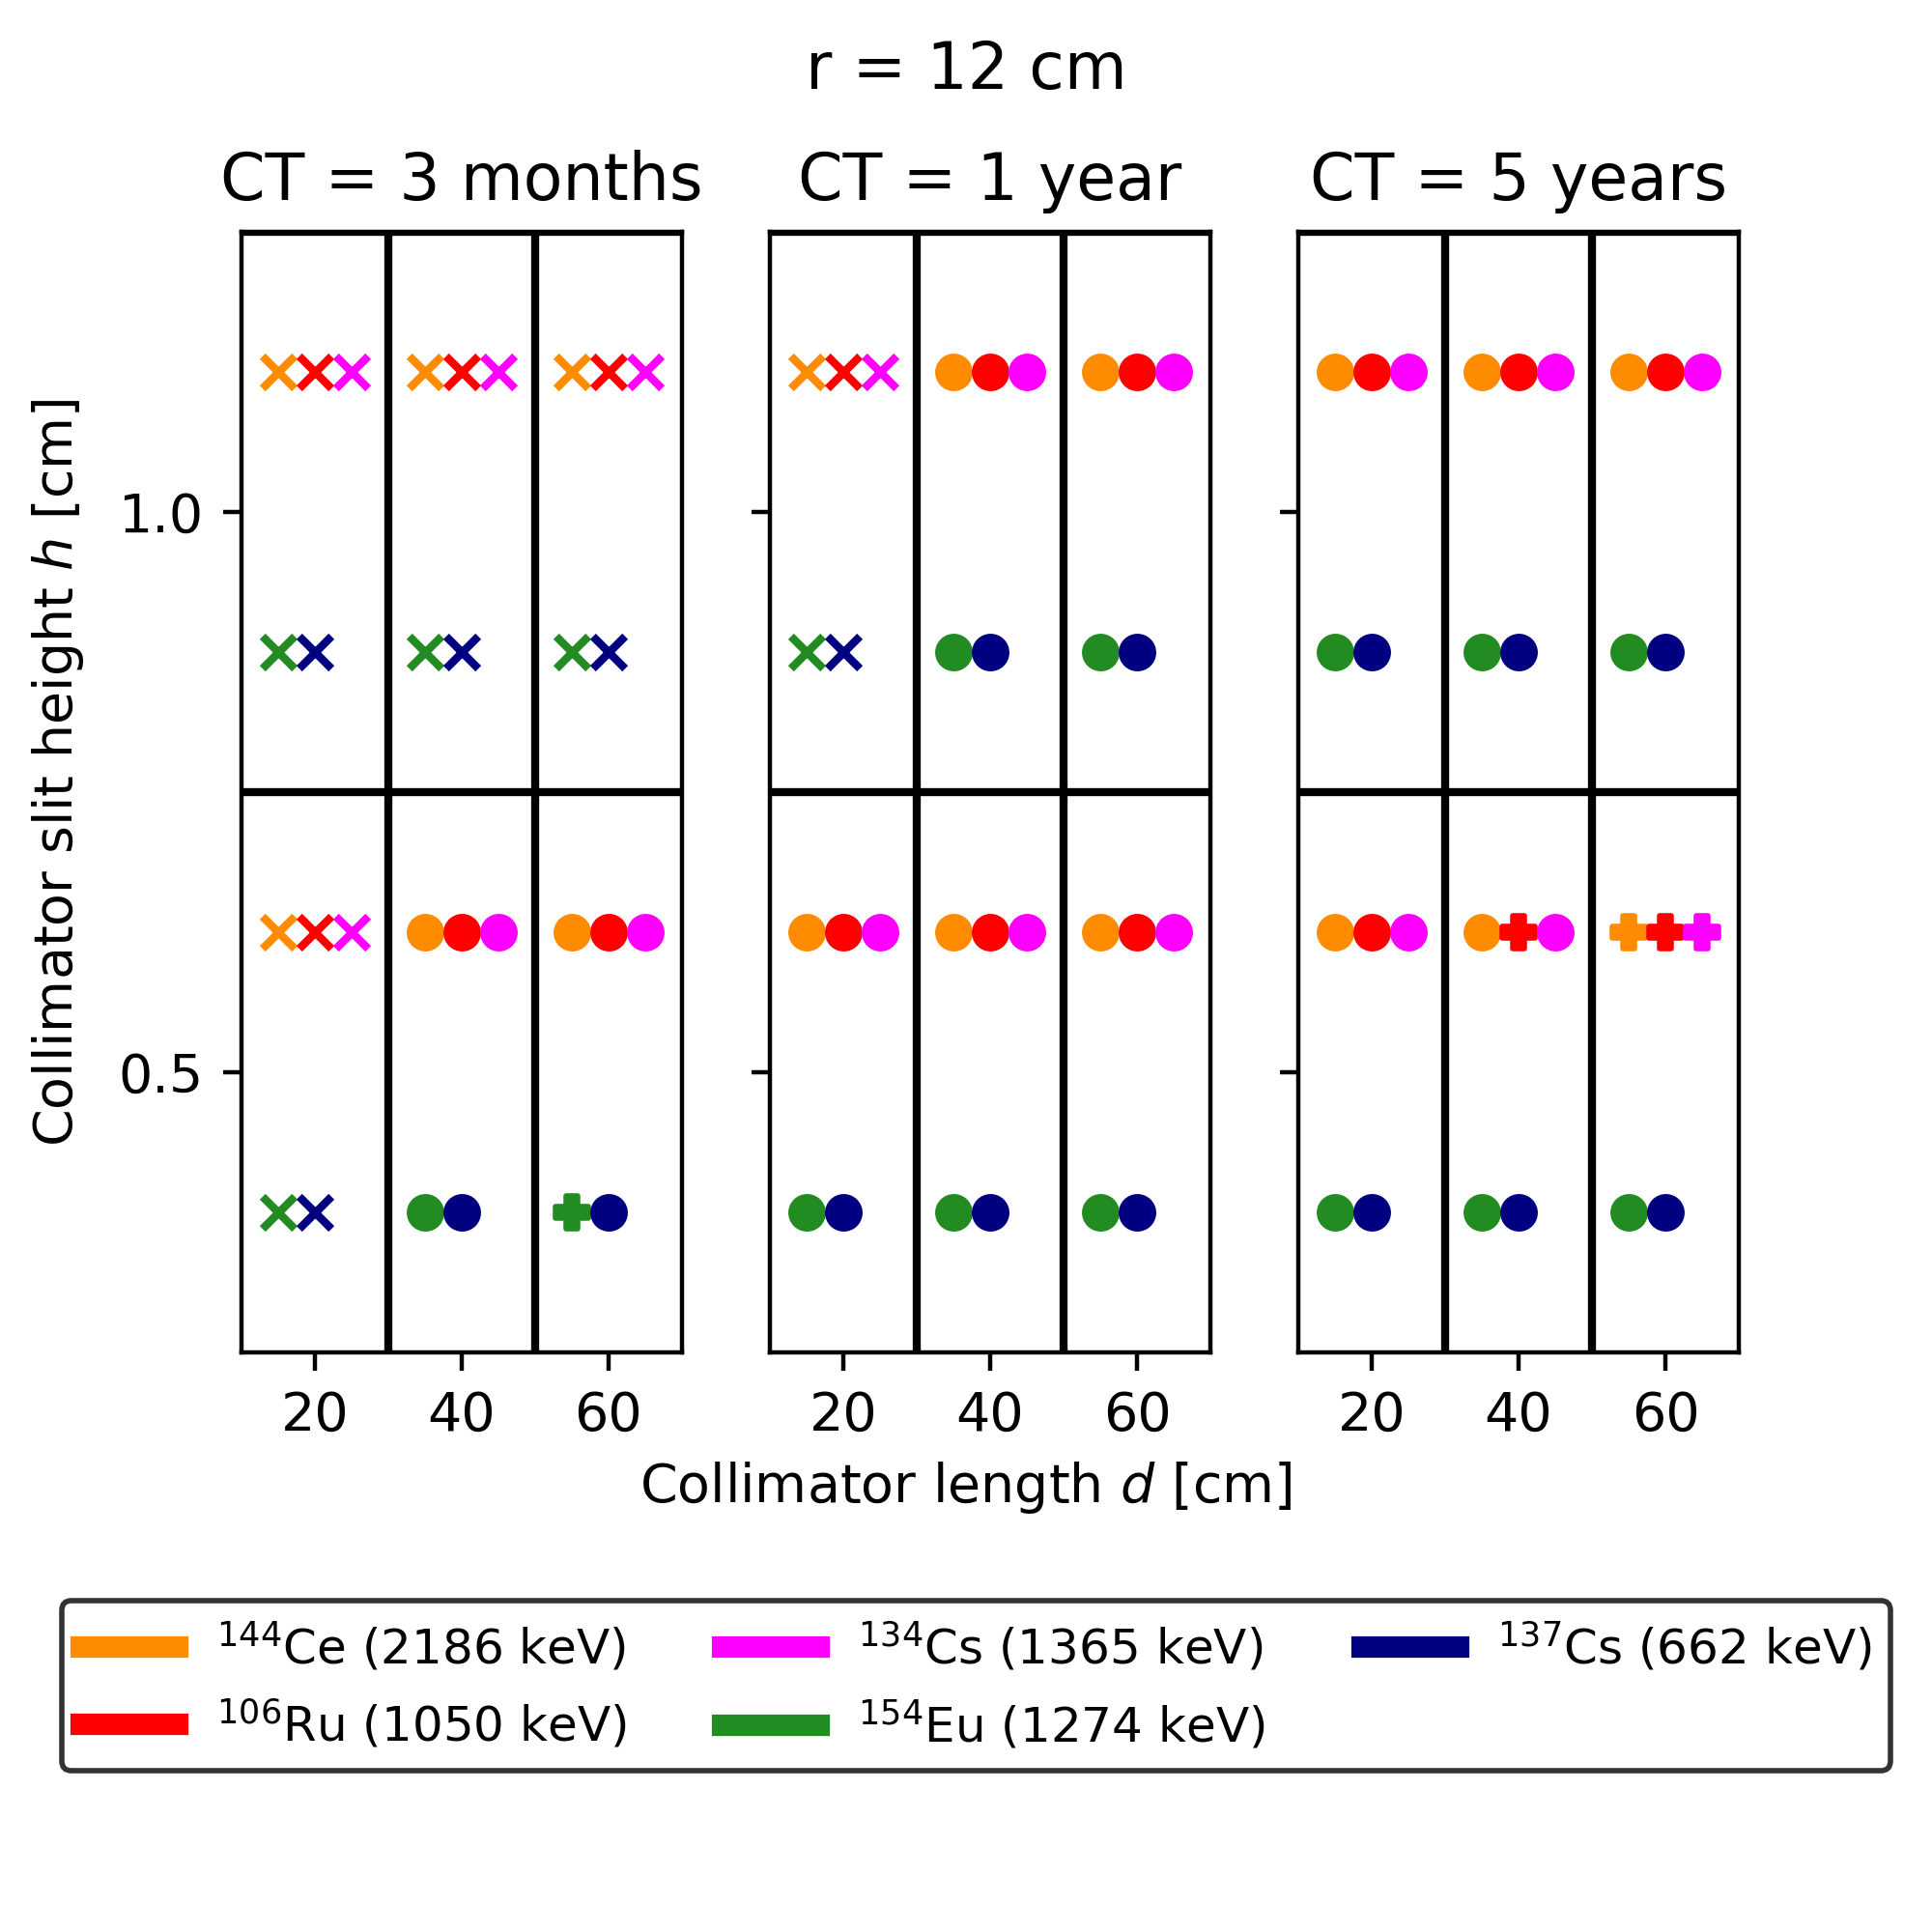 r = 12 cm
CT = 3 months CT = 1 year CT = 5 years
Collimator slit height h [cm]
1.0
0.5
20 40 60 20 40 60 20 40 60
Collimator length d [cm]
¹⁴⁴Ce (2186 keV) ¹³⁴Cs (1365 keV) ¹³⁷Cs (662 keV)
¹⁰⁶Ru (1050 keV) ¹⁵⁴Eu (1274 keV)